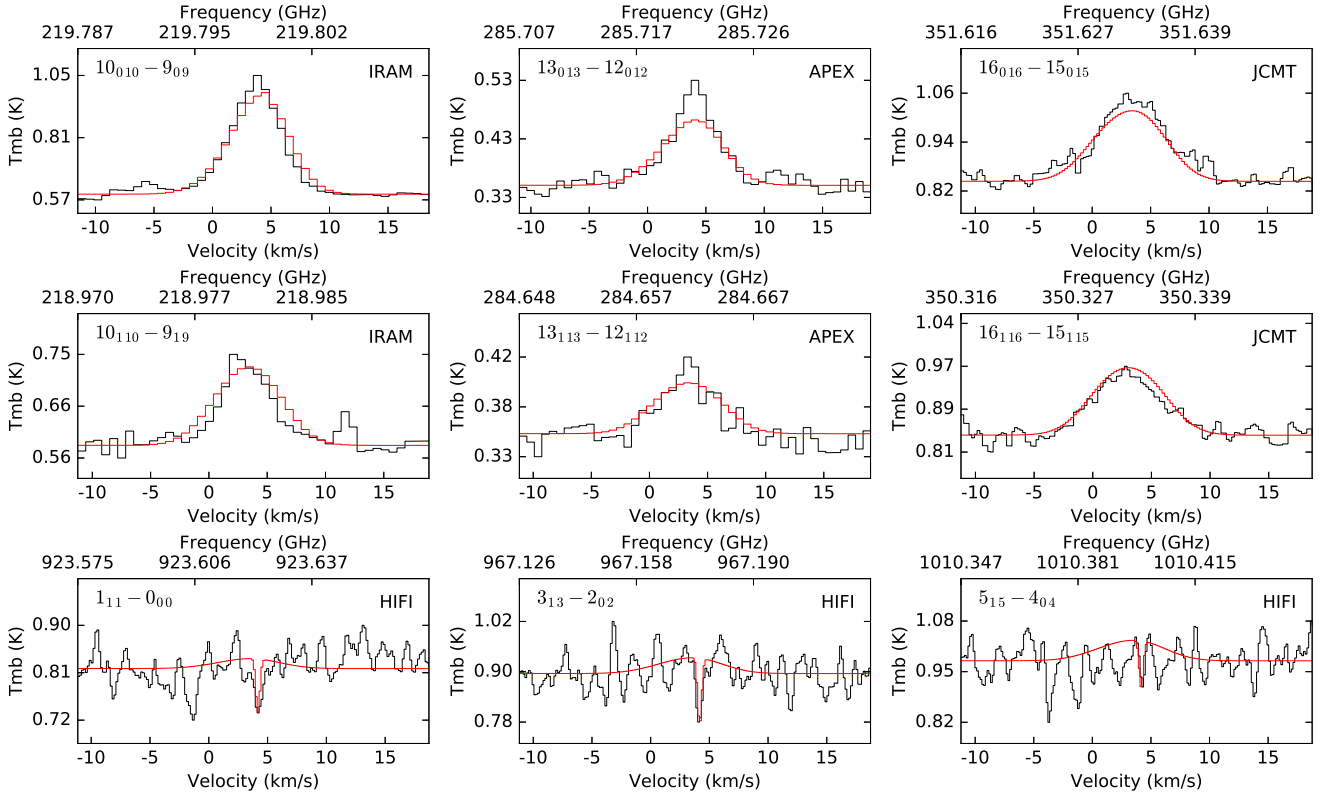 Frequency (GHz) Frequency (GHz) Frequency (GHz)
219.787 219.795 219.802 285.707 285.717 285.726 351.616 351.627 351.639
10₀₁₀ − 9₀₉ IRAM 13₀₁₃ − 12₀₁₂ APEX 16₀₁₆ − 15₀₁₅ JCMT
Tmb (K) 1.05 0.81 0.57 Tmb (K) 0.53 0.43 0.33 Tmb (K) 1.06 0.94 0.82
-10 -5 0 5 10 15 -10 -5 0 5 10 15 -10 -5 0 5 10 15
Velocity (km/s) Velocity (km/s) Velocity (km/s)
Frequency (GHz) Frequency (GHz) Frequency (GHz)
218.970 218.977 218.985 284.648 284.657 284.667 350.316 350.327 350.339
10₁₁₀ − 9₁₉ IRAM 13₁₁₃ − 12₁₁₂ APEX 16₁₁₆ − 15₁₁₅ JCMT
Tmb (K) 0.75 0.66 0.56 Tmb (K) 0.42 0.38 0.33 Tmb (K) 1.04 0.97 0.89 0.81
-10 -5 0 5 10 15 -10 -5 0 5 10 15 -10 -5 0 5 10 15
Velocity (km/s) Velocity (km/s) Velocity (km/s)
Frequency (GHz) Frequency (GHz) Frequency (GHz)
923.575 923.606 923.637 967.126 967.158 967.190 1010.347 1010.381 1010.415
1₁₁ − 0₀₀ HIFI 3₁₃ − 2₀₂ HIFI 5₁₅ − 4₀₄ HIFI
Tmb (K) 0.90 0.81 0.72 Tmb (K) 1.02 0.90 0.78 Tmb (K) 1.08 0.95 0.82
-10 -5 0 5 10 15 -10 -5 0 5 10 15 -10 -5 0 5 10 15
Velocity (km/s) Velocity (km/s) Velocity (km/s)